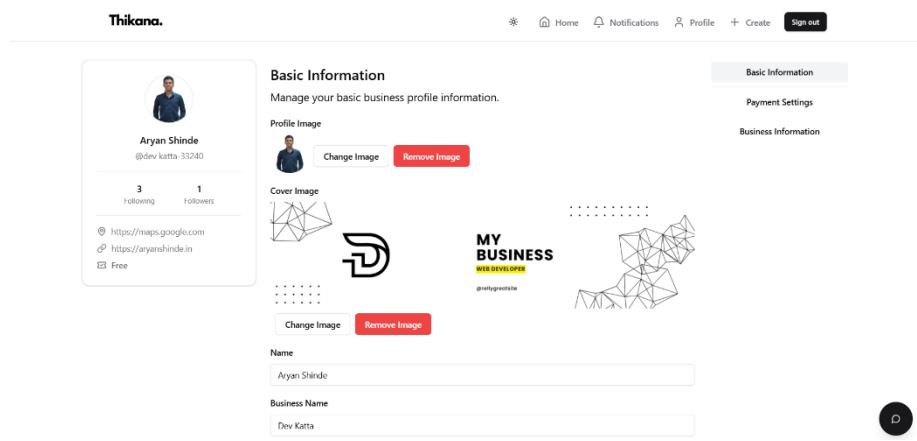 Thikana.
Home
Notifications
Profile
Create
Sign out
Aryan Shinde
@dev katta-33240
3
Following
1
Followers
https://maps.google.com
https://aryanshinde.in
Free
Basic Information
Manage your basic business profile information.
Profile Image
Change Image
Remove Image
Cover Image
MY
BUSINESS
WEB DEVELOPER
@reallygreatsite
Change Image
Remove Image
Name
Aryan Shinde
Business Name
Dev Katta
Basic Information
Payment Settings
Business Information